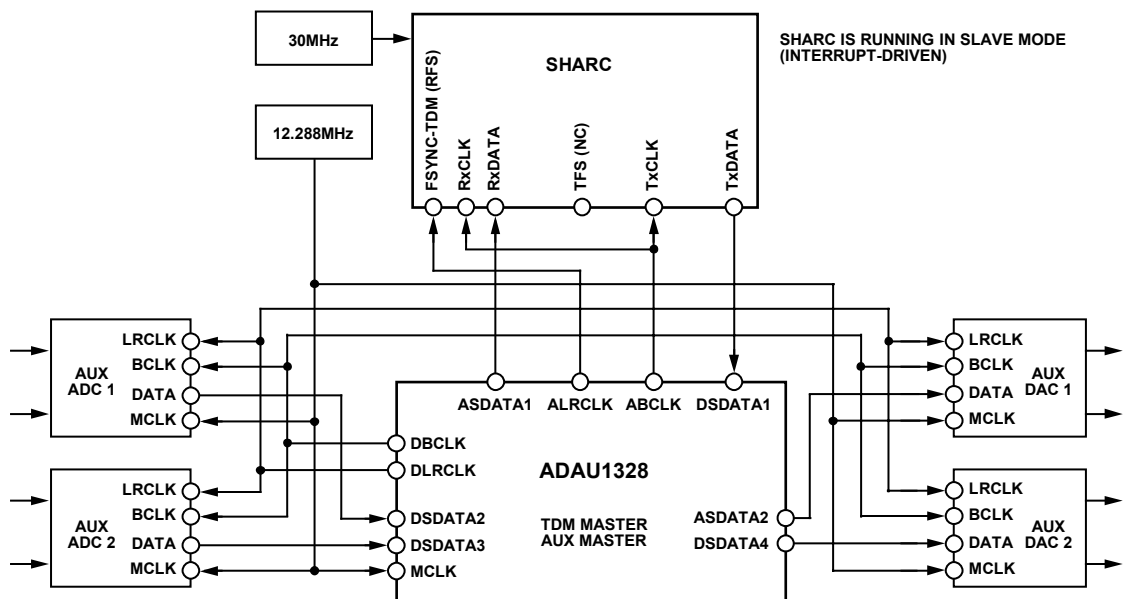 30MHz
SHARC
SHARC IS RUNNING IN SLAVE MODE
(INTERRUPT-DRIVEN)
12.288MHz
FSYNC-TDM (RFS)
RxCLK
RxDATA
TFS (NC)
TxCLK
TxDATA
AUX
ADC 1
LRCLK
BCLK
DATA
MCLK
AUX
ADC 2
LRCLK
BCLK
DATA
MCLK
ASDATA1
ALRCLK
ABCLK
DSDATA1
DBCLK
DLRCLK
DSDATA2
DSDATA3
MCLK
ADAU1328
TDM MASTER
AUX MASTER
ASDATA2
DSDATA4
LRCLK
BCLK
DATA
MCLK
AUX
DAC 1
LRCLK
BCLK
DATA
MCLK
AUX
DAC 2